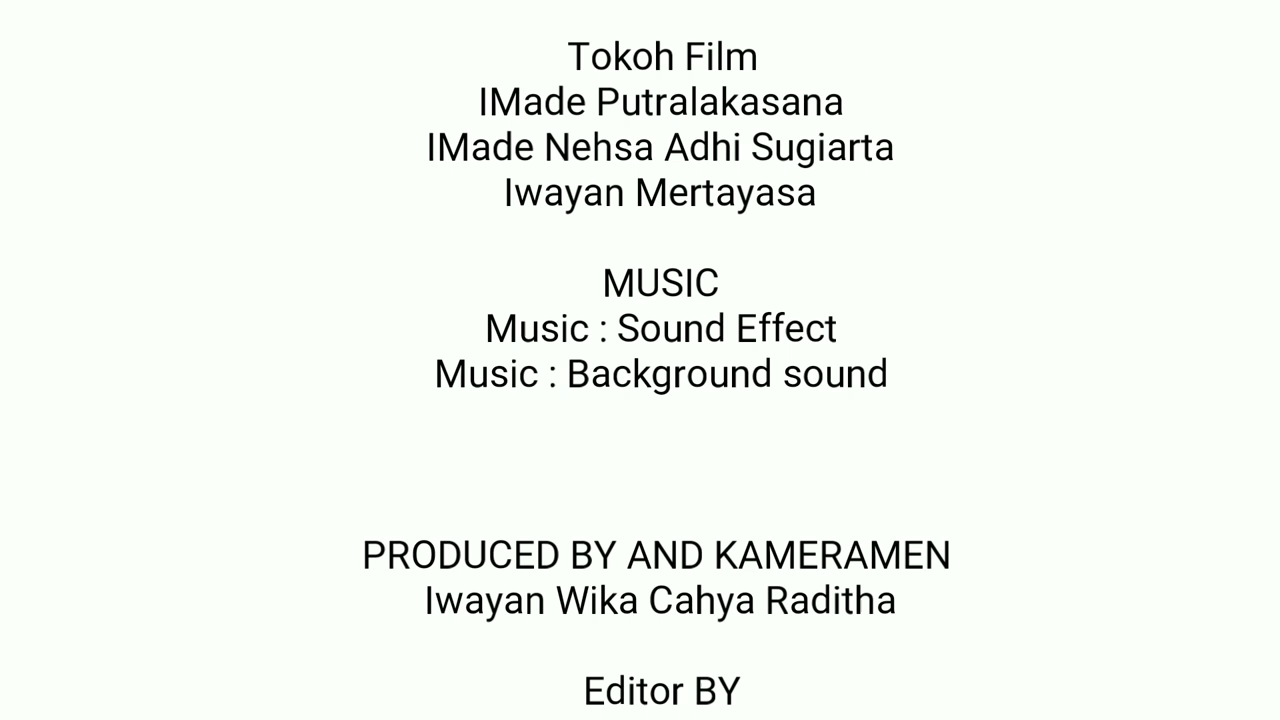 Tokoh Film
IMade Putralakasana
IMade Nehsa Adhi Sugiarta
Iwayan Mertayasa
MUSIC
Music : Sound Effect
Music : Background sound
PRODUCED BY AND KAMERAMEN
Iwayan Wika Cahya Raditha
Editor BY